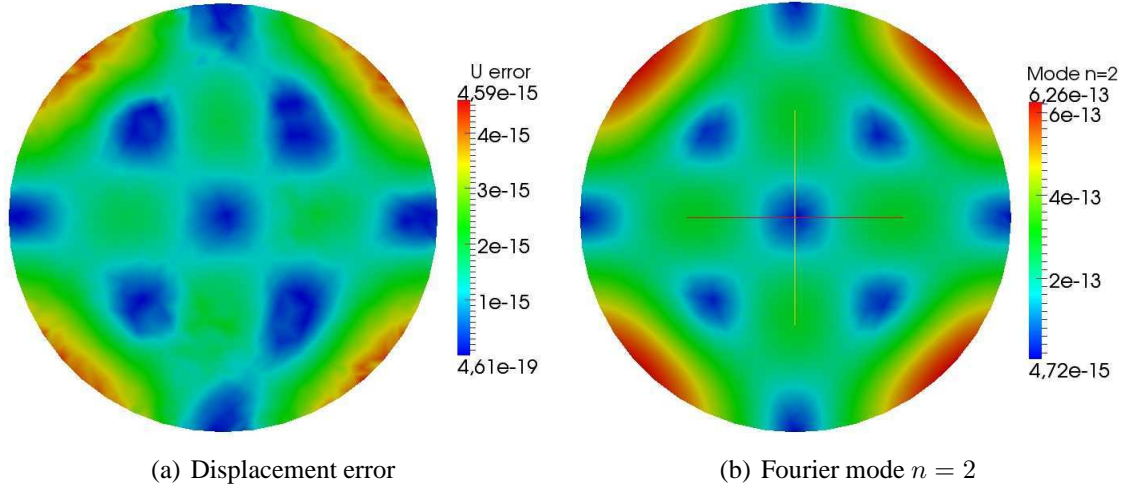 U error
4,59e-15
4e-15
3e-15
2e-15
1e-15
4,61e-19
Mode n=2
6,26e-13
6e-13
4e-13
2e-13
4,72e-15
(a) Displacement error
(b) Fourier mode n = 2